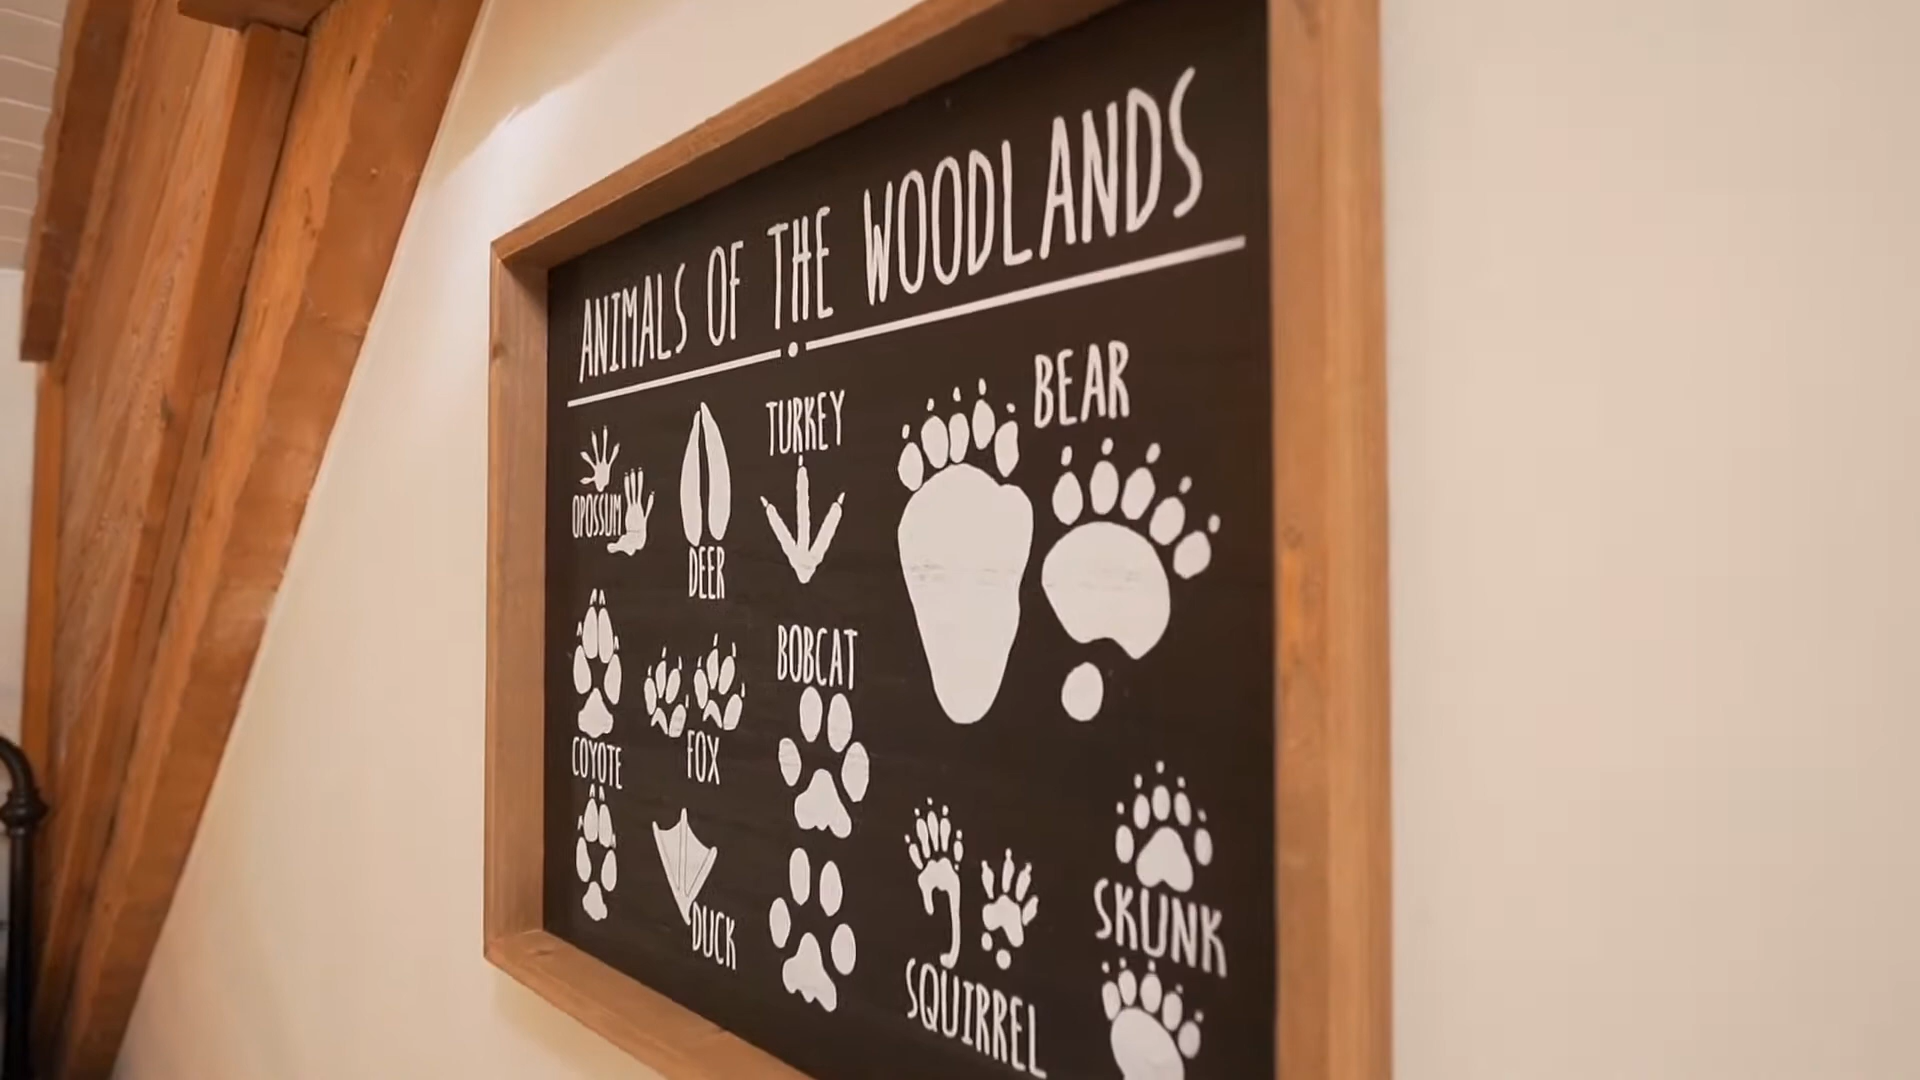 ANIMALS OF THE WOODLANDS
OPOSSUM
DEER
TURKEY
BEAR
COYOTE
FOX
BOBCAT
DUCK
SQUIRREL
SKUNK